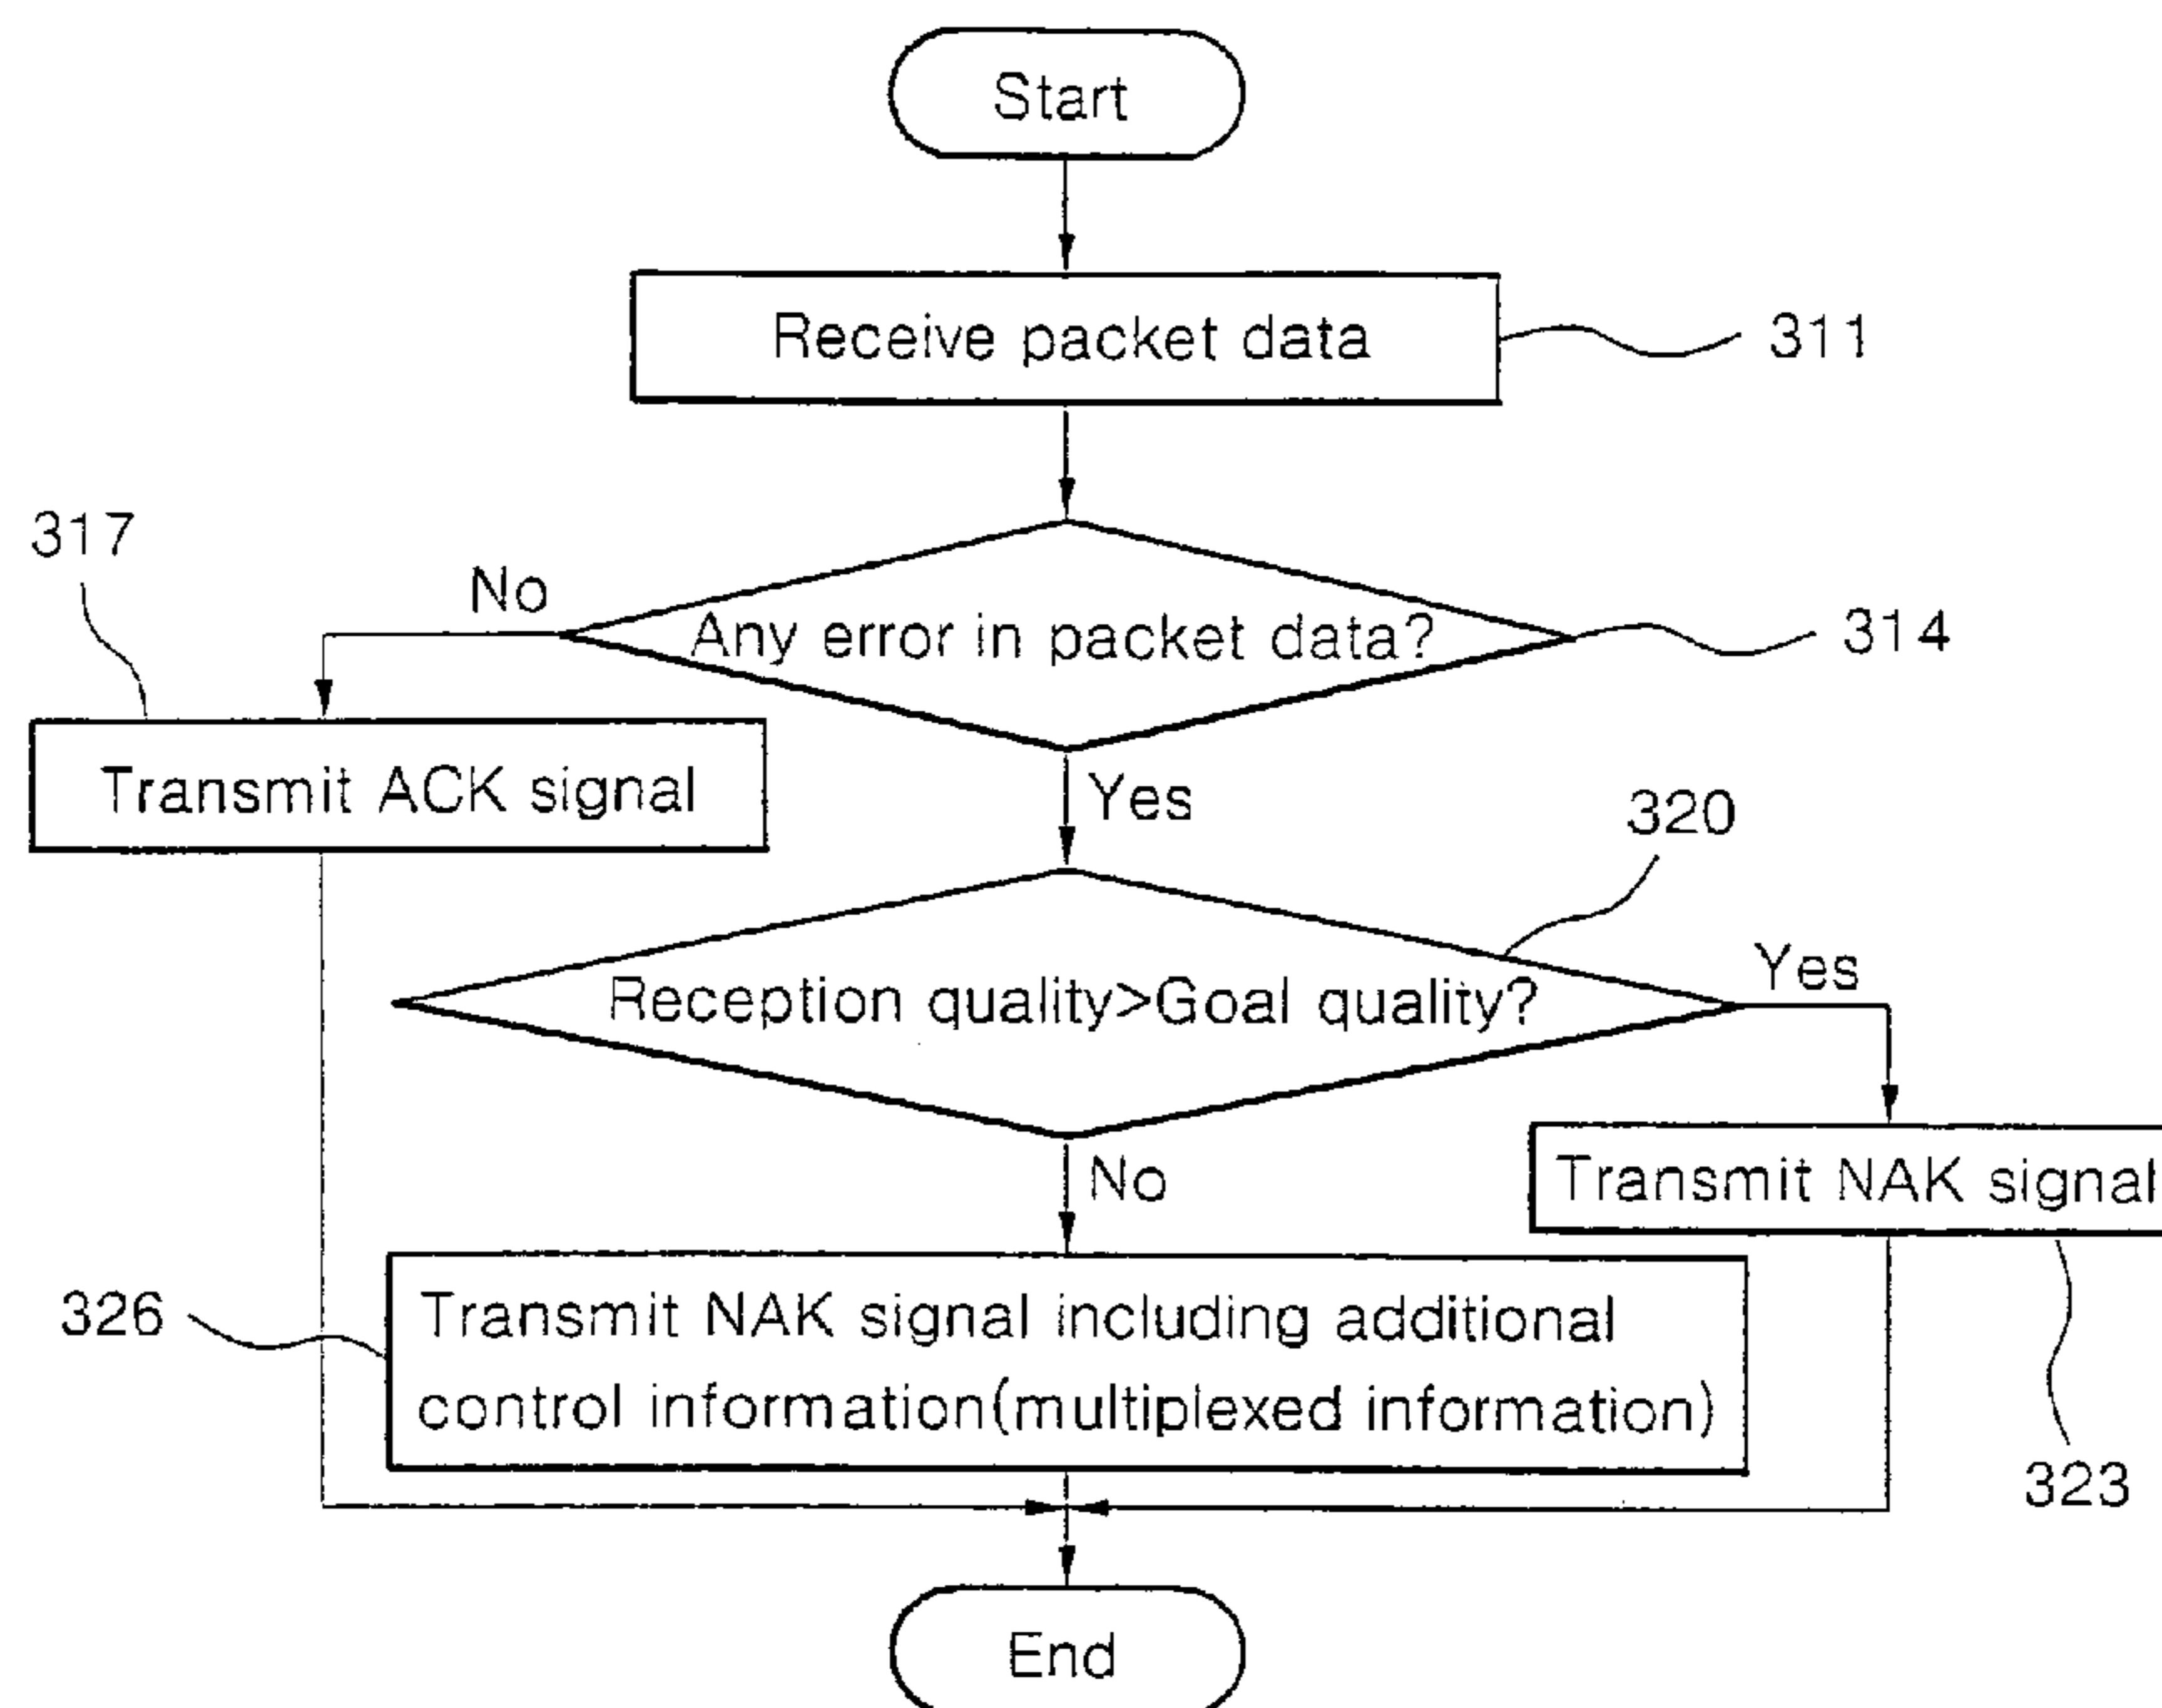 Start
Receive packet data
311
317
No
Any error in packet data?
314
Transmit ACK signal
Yes
320
Reception quality>Goal quality?
Yes
No
Transmit NAK signal
326
Transmit NAK signal including additional
control information(multiplexed information)
323
End